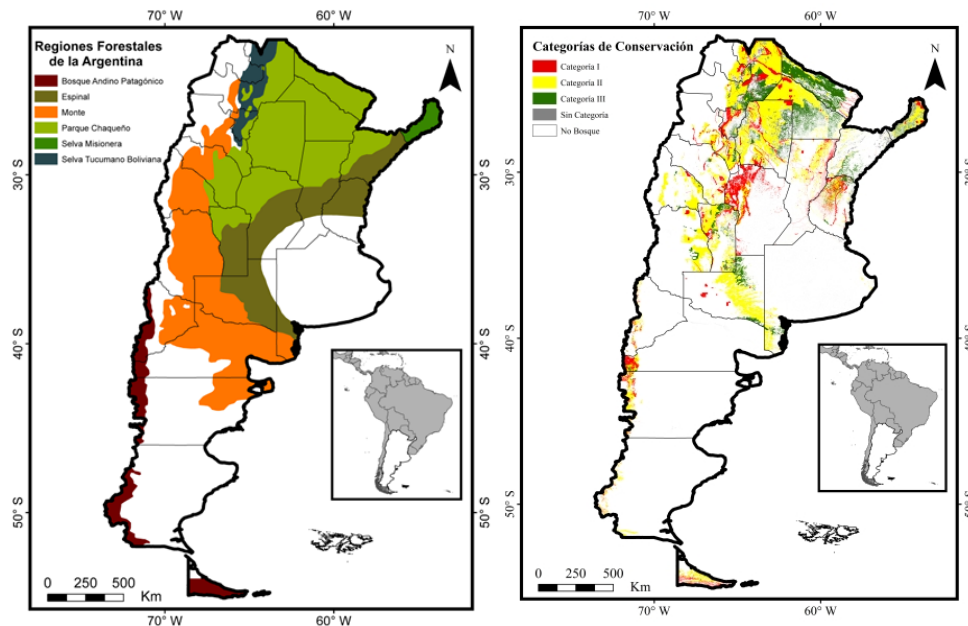 70° W
60° W
Regiones Forestales
de la Argentina
Bosque Andino Patagónico
Espinal
Monte
Parque Chaqueño
Selva Misionera
Selva Tucumano Boliviana
N
30° S
40° S
50° S
0 250 500
Km
70° W
60° W
70° W
60° W
Categorías de Conservación
Categoría I
Categoría II
Categoría III
Sin Categoría
No Bosque
N
30° S
30° S
40° S
40° S
50° S
50° S
0 250 500
Km
70° W
60° W